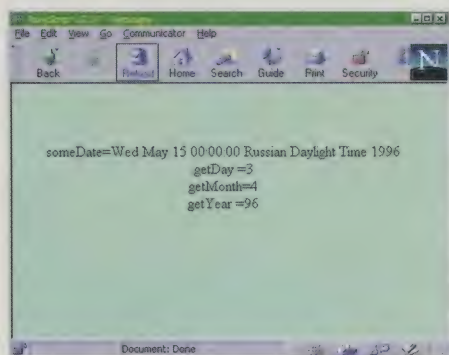 File Edit View Go Communicator Help
Back Reload Home Search Guide Print Security
N
someDate=Wed May 15 00:00:00 Russian Daylight Time 1996
getDay =3
getMonth=4
getYear =96
Document: Done